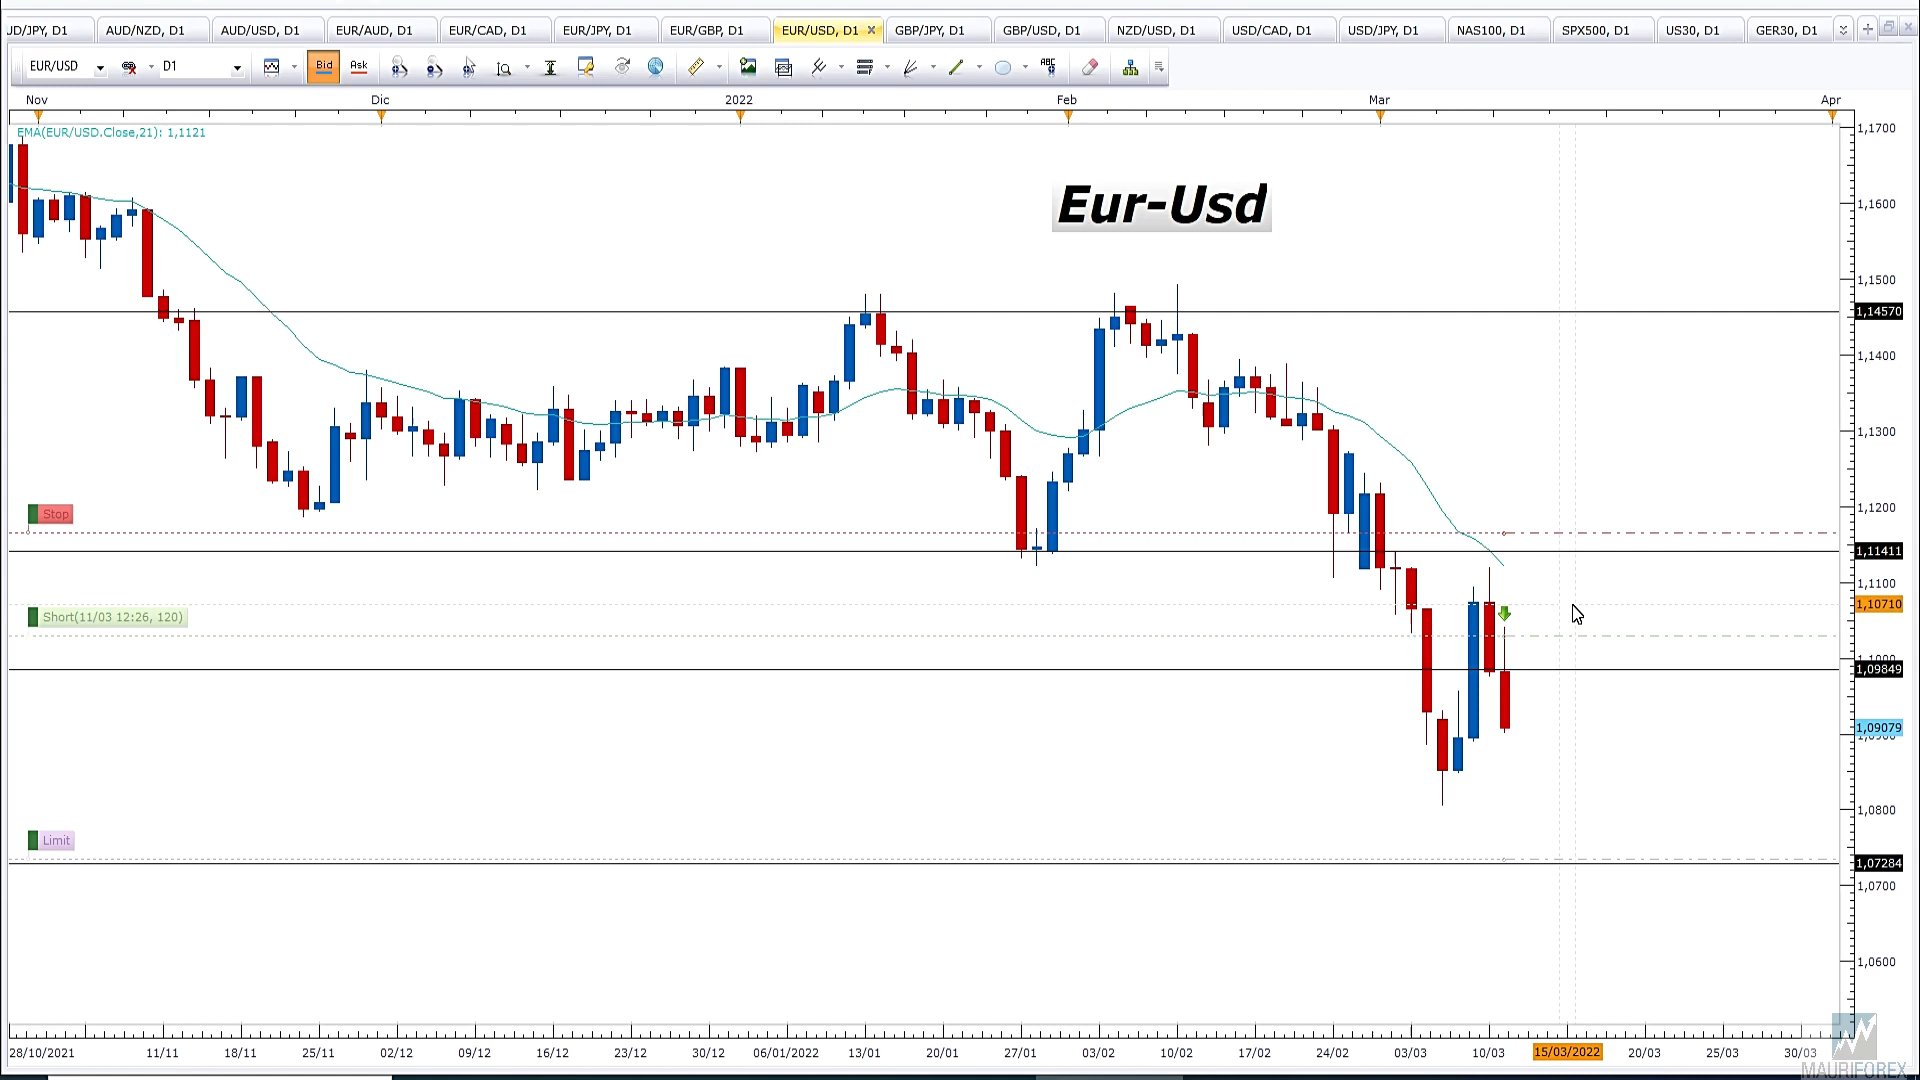 JD/JPY, D1 AUD/NZD, D1 AUD/USD, D1 EUR/AUD, D1 EUR/CAD, D1 EUR/JPY, D1 EUR/GBP, D1 EUR/USD, D1 GBP/JPY, D1 GBP/USD, D1 NZD/USD, D1 USD/CAD, D1 USD/JPY, D1 NAS100, D1 SPX500, D1 US30, D1 GER30, D1
EUR/USD D1 Bid Ask ABC
Nov Dic 2022 Feb Mar Apr
EMA(EUR/USD.Close,21): 1,1121
1,1700
1,1600
Eur-Usd
1,1500
1,14570
1,1400
1,1300
1,1200
Stop
1,11411
1,1100
1,10710
Short(11/03 12:26, 120)
1,1000
1,09849
1,09079
1,0900
1,0800
Limit
1,07284
1,0700
1,0600
28/10/2021 11/11 18/11 25/11 02/12 09/12 16/12 23/12 30/12 06/01/2022 13/01 20/01 27/01 03/02 10/02 17/02 24/02 03/03 10/03 15/03/2022 20/03 25/03 30/03
MAURIFOREX